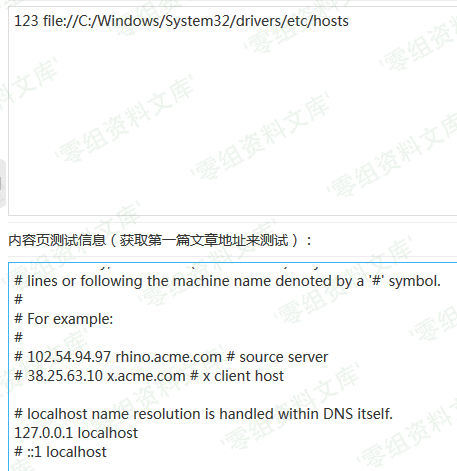 123 file://C:/Windows/System32/drivers/etc/hosts
内容页测试信息（获取第一篇文章地址来测试）：
# lines or following the machine name denoted by a '#' symbol.
#
# For example:
#
# 102.54.94.97 rhino.acme.com # source server
# 38.25.63.10 x.acme.com # x client host
# localhost name resolution is handled within DNS itself.
127.0.0.1 localhost
# ::1 localhost
'零组资料文库'